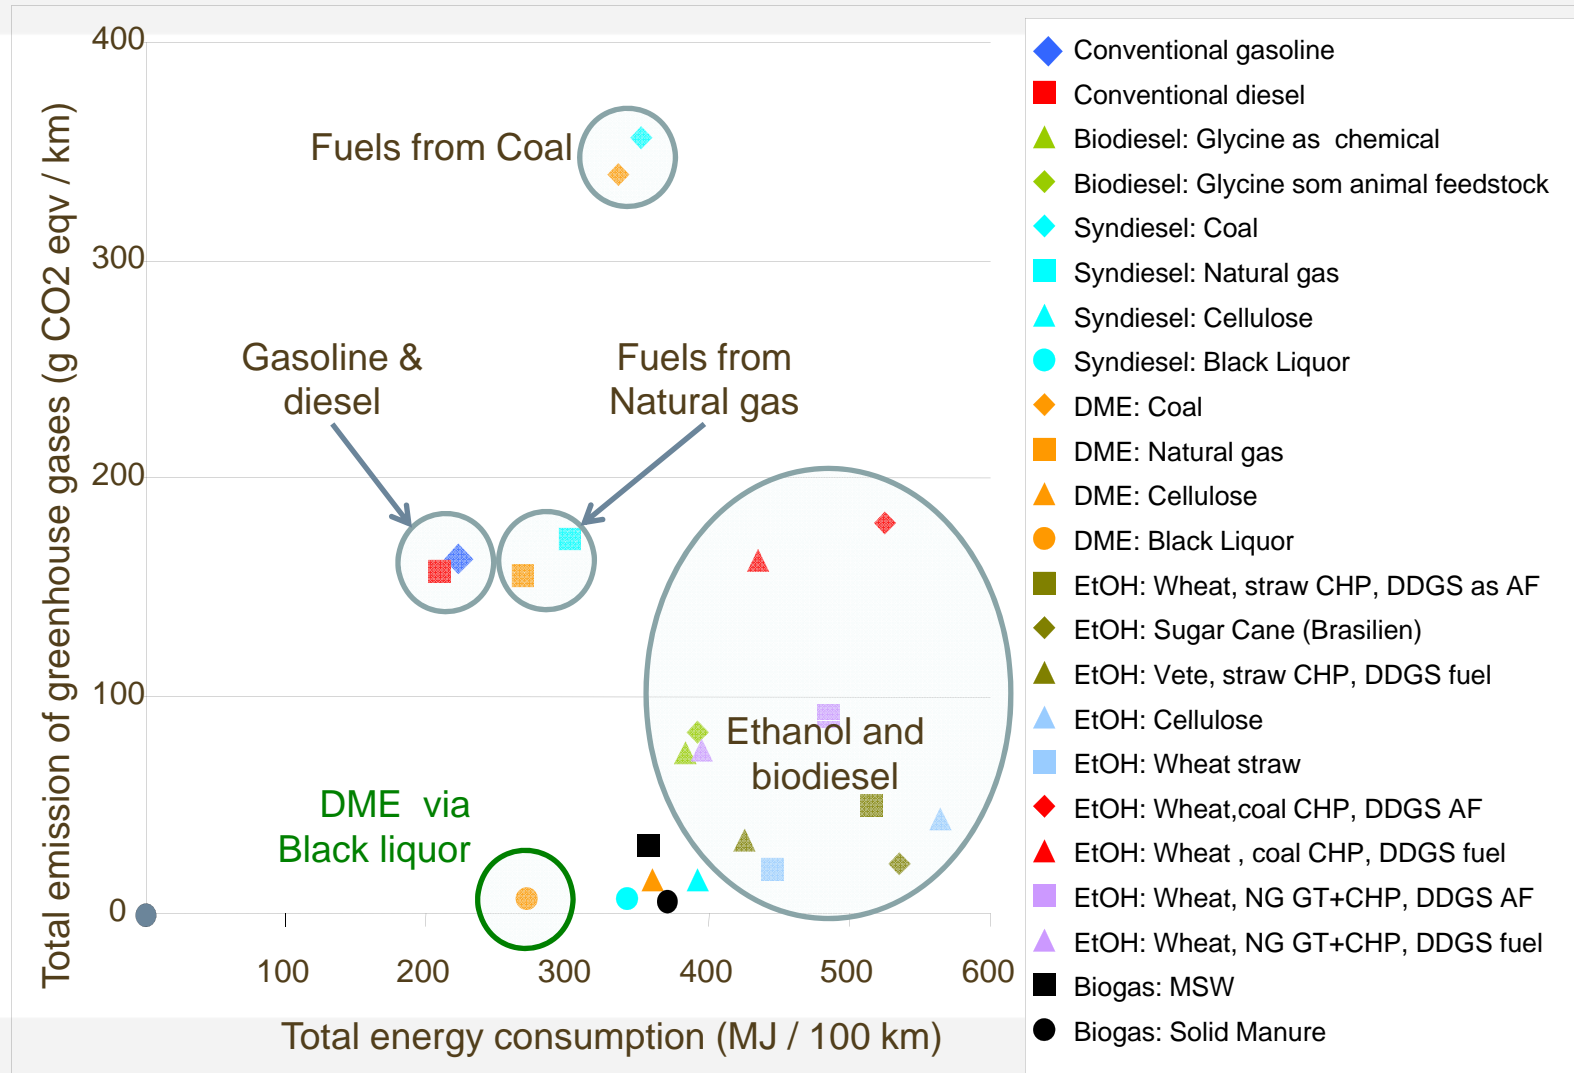 Total emission of greenhouse gases (g CO2 eqv / km)
400
300
200
100
0
Fuels from Coal
Gasoline &
diesel
Fuels from
Natural gas
Ethanol and
biodiesel
DME via
Black liquor
100
200
300
400
500
600
Total energy consumption (MJ / 100 km)
Conventional gasoline
Conventional diesel
Biodiesel: Glycine as chemical
Biodiesel: Glycine som animal feedstock
Syndiesel: Coal
Syndiesel: Natural gas
Syndiesel: Cellulose
Syndiesel: Black Liquor
DME: Coal
DME: Natural gas
DME: Cellulose
DME: Black Liquor
EtOH: Wheat, straw CHP, DDGS as AF
EtOH: Sugar Cane (Brasilien)
EtOH: Vete, straw CHP, DDGS fuel
EtOH: Cellulose
EtOH: Wheat straw
EtOH: Wheat,coal CHP, DDGS AF
EtOH: Wheat , coal CHP, DDGS fuel
EtOH: Wheat, NG GT+CHP, DDGS AF
EtOH: Wheat, NG GT+CHP, DDGS fuel
Biogas: MSW
Biogas: Solid Manure